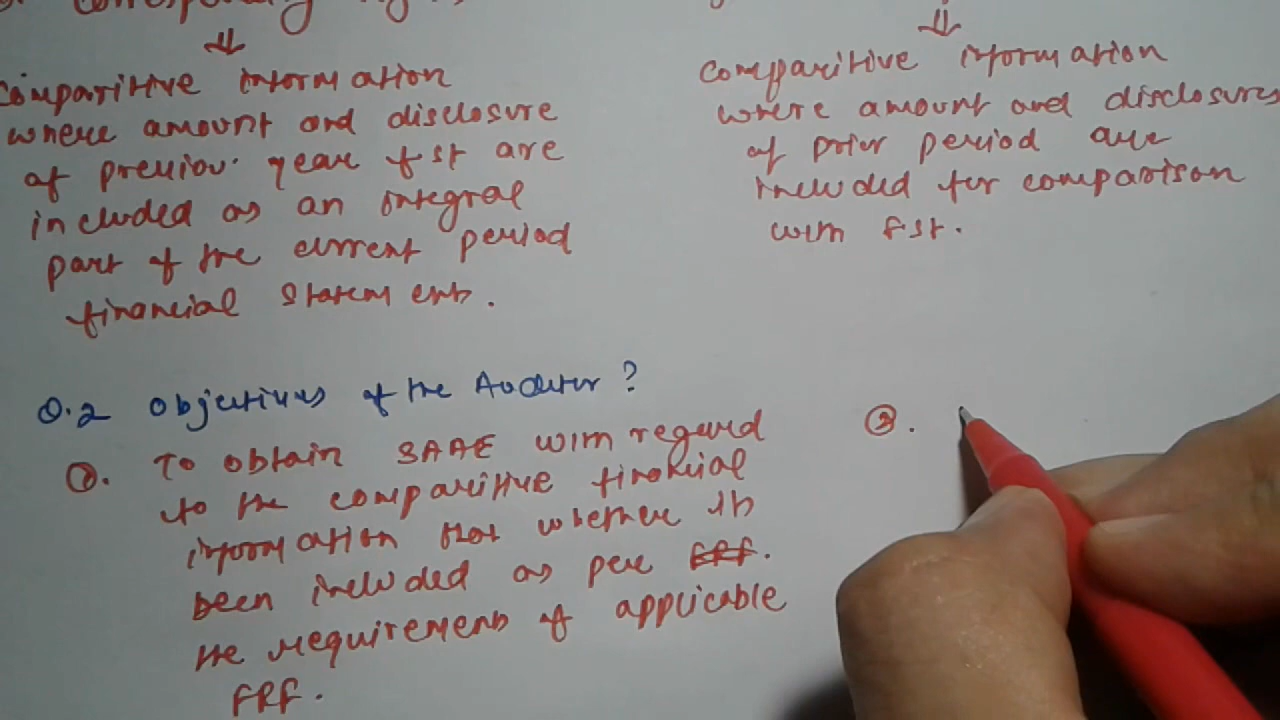 corresponding
comparitive information
where amount and disclosure
of previou. year fst are
included as an integral
part of the current period
financial statements.
comparitive information
where amount and disclosures
of prior period are
included for comparison
with fst.
Q.2 Objectives of the Auditor?
①. To obtain SAAE with regard
to the comparitive financial
information that whether it
been included as per FRF.
the requirements of applicable
FRF.
②.